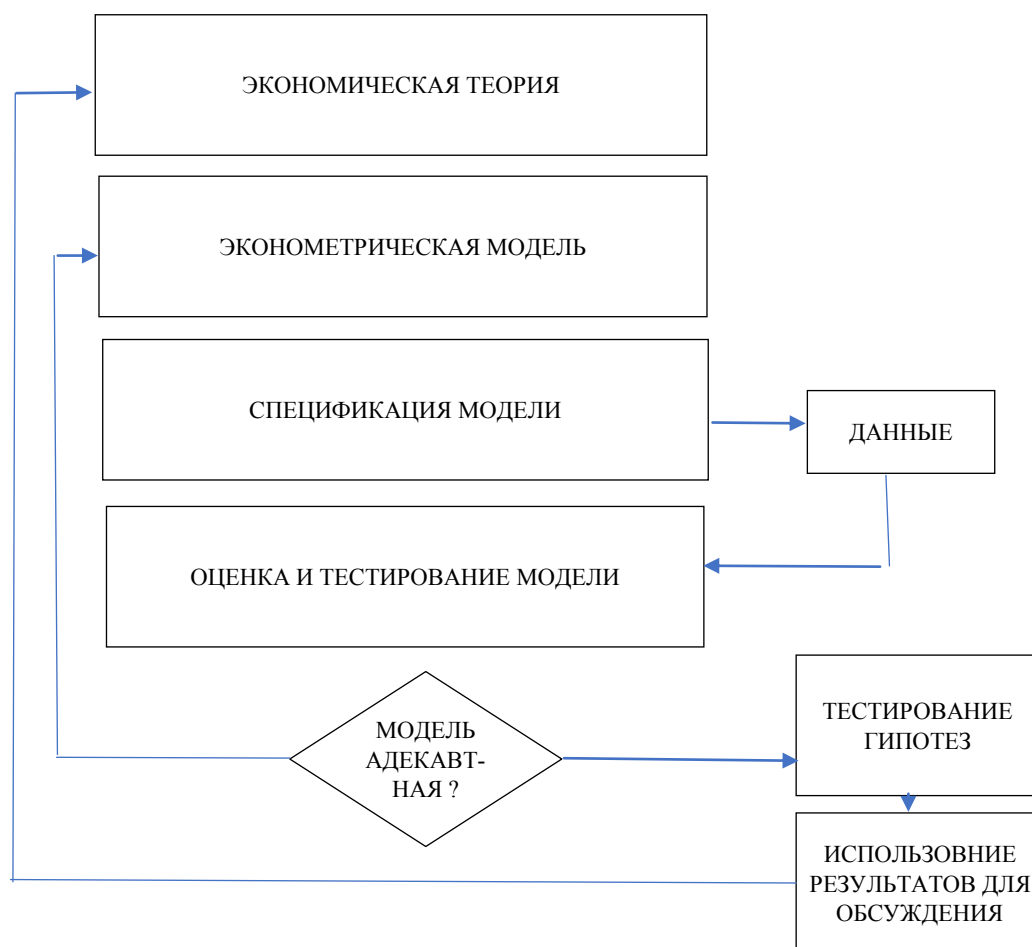 ЭКОНОМИЧЕСКАЯ ТЕОРИЯ
ЭКОНОМЕТРИЧЕСКАЯ МОДЕЛЬ
СПЕЦИФИКАЦИЯ МОДЕЛИ
ДАННЫЕ
ОЦЕНКА И ТЕСТИРОВАНИЕ МОДЕЛИ
МОДЕЛЬ
АДЕКАВТ-
НАЯ ?
ТЕСТИРОВАНИЕ
ГИПОТЕЗ
ИСПОЛЬЗОВНИЕ
РЕЗУЛЬТАТОВ ДЛЯ
ОБСУЖДЕНИЯ